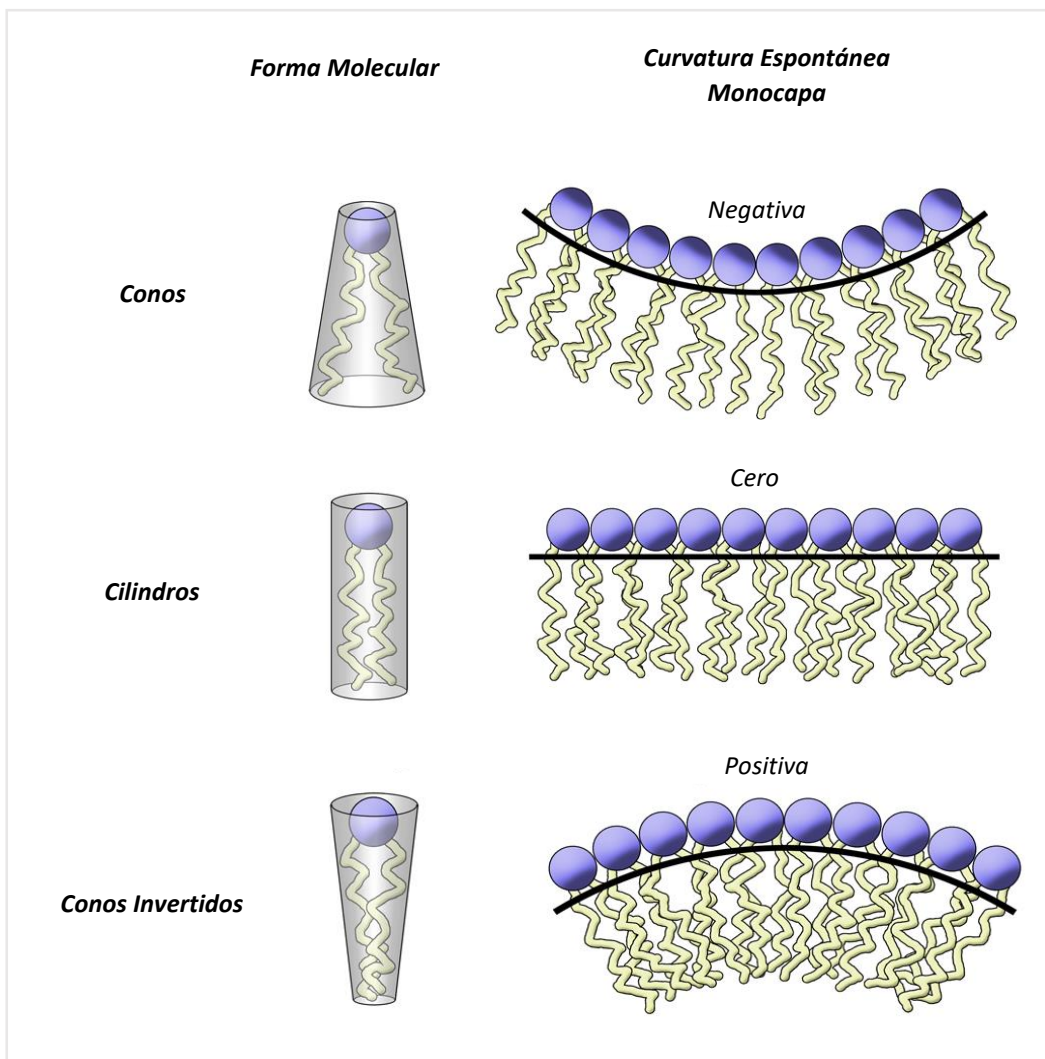 Forma Molecular
Curvatura Espontánea
Monocapa
Negativa
Conos
Cero
Cilindros
Positiva
Conos Invertidos